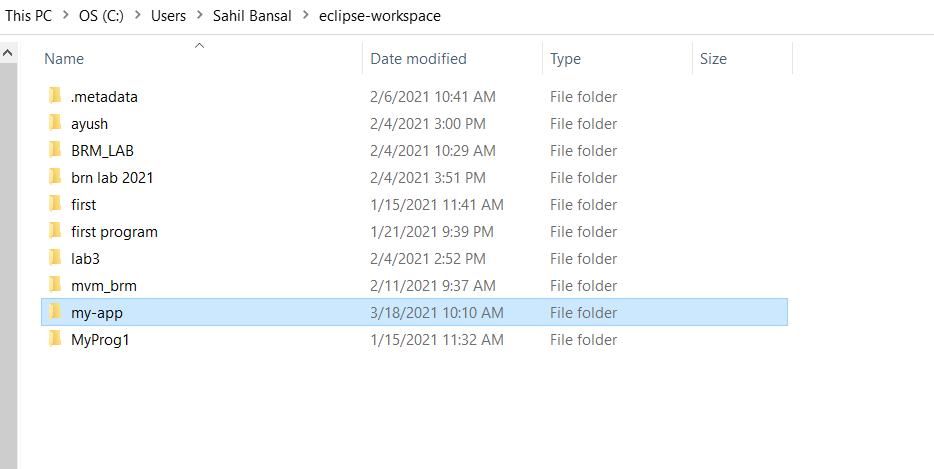 This PC > OS (C:) > Users > Sahil Bansal > eclipse-workspace
Name Date modified Type Size
.metadata 2/6/2021 10:41 AM File folder
ayush 2/4/2021 3:00 PM File folder
BRM_LAB 2/4/2021 10:29 AM File folder
brn lab 2021 2/4/2021 3:51 PM File folder
first 1/15/2021 11:41 AM File folder
first program 1/21/2021 9:39 PM File folder
lab3 2/4/2021 2:52 PM File folder
mvm_brm 2/11/2021 9:37 AM File folder
my-app 3/18/2021 10:10 AM File folder
MyProg1 1/15/2021 11:32 AM File folder